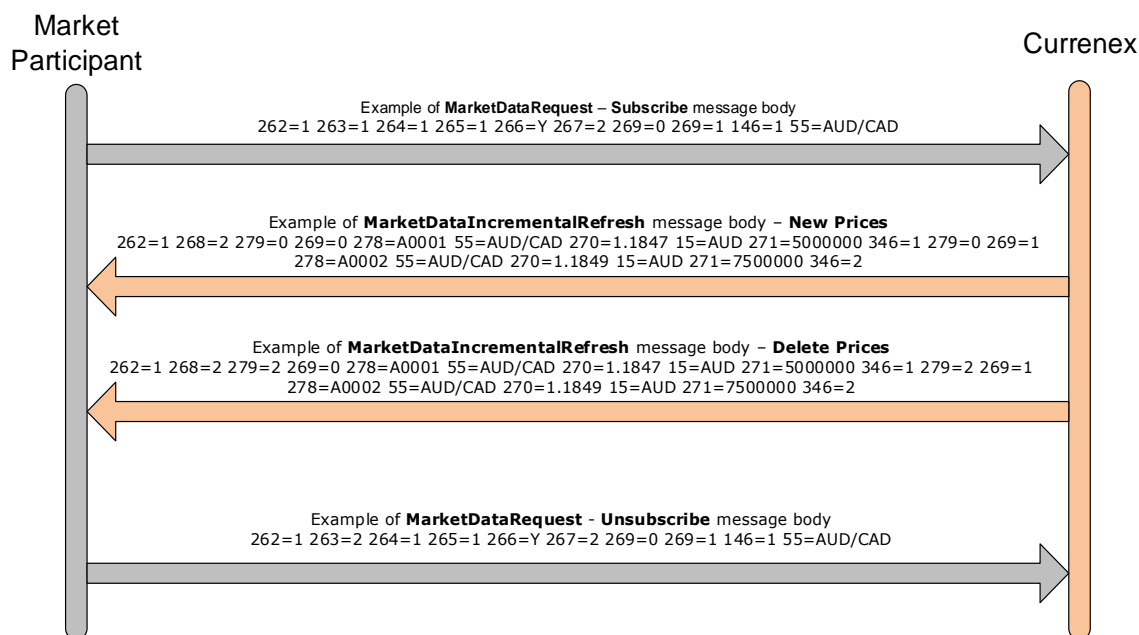 Market
Participant
Currenex
Example of MarketDataRequest – Subscribe message body
262=1 263=1 264=1 265=1 266=Y 267=2 269=0 269=1 146=1 55=AUD/CAD
Example of MarketDataIncrementalRefresh message body – New Prices
262=1 268=2 279=0 269=0 278=A0001 55=AUD/CAD 270=1.1847 15=AUD 271=5000000 346=1 279=0 269=1
278=A0002 55=AUD/CAD 270=1.1849 15=AUD 271=7500000 346=2
Example of MarketDataIncrementalRefresh message body – Delete Prices
262=1 268=2 279=2 269=0 278=A0001 55=AUD/CAD 270=1.1847 15=AUD 271=5000000 346=1 279=2 269=1
278=A0002 55=AUD/CAD 270=1.1849 15=AUD 271=7500000 346=2
Example of MarketDataRequest - Unsubscribe message body
262=1 263=2 264=1 265=1 266=Y 267=2 269=0 269=1 146=1 55=AUD/CAD